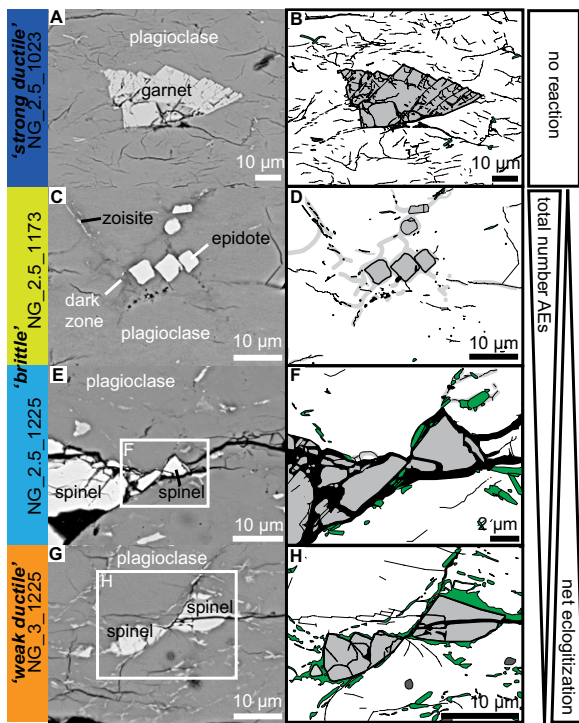 'strong ductile'
NG_2.5_1023
A
plagioclase
garnet
10 µm
B
10 µm
no reaction
'brittle'
NG_2.5_1173
C
zoisite
epidote
dark
zone
plagioclase
10 µm
D
10 µm
total number AEs
NG_2.5_1225
E
plagioclase
F
spinel
spinel
10 µm
F
2 µm
'weak ductile'
NG_3_1225
G
plagioclase
H
spinel
spinel
10 µm
H
10 µm
net eclogitization